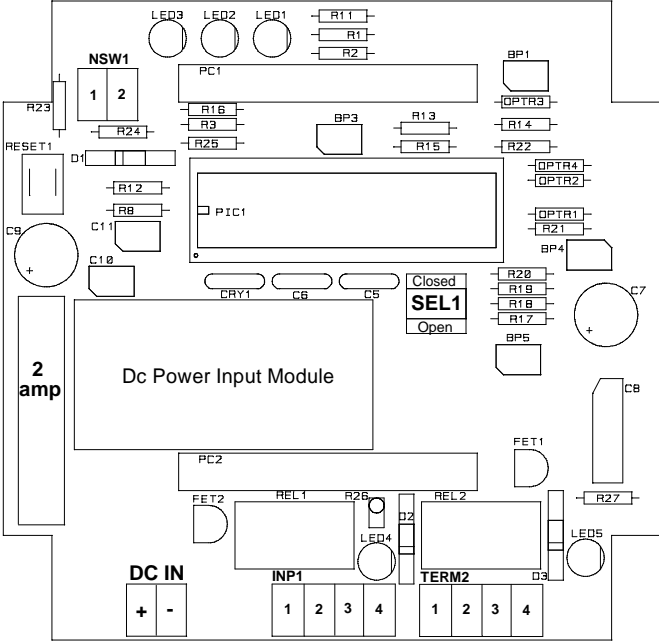 LED3 LED2 LED1
R11
R1
R2
NSW1
1 2
PC1
BP1
OPTR3
R23
R16
R3
R25
R24
BP3
R13
R15
R14
R22
RESET1
D1
OPTR4
OPTR2
R12
R8
PIC1
OPTR1
R21
C11
C9
+
C10
BP4
CRY1 C6 C5
Closed
SEL1
Open
R20
R19
R18
R17
C7
+
BP5
2
amp
Dc Power Input Module
C8
FET1
PC2
REL1
R26
REL2
R27
FET2
D2
LED4
LED5
D3
DC IN
+ -
INP1
1 2 3 4
TERM2
1 2 3 4